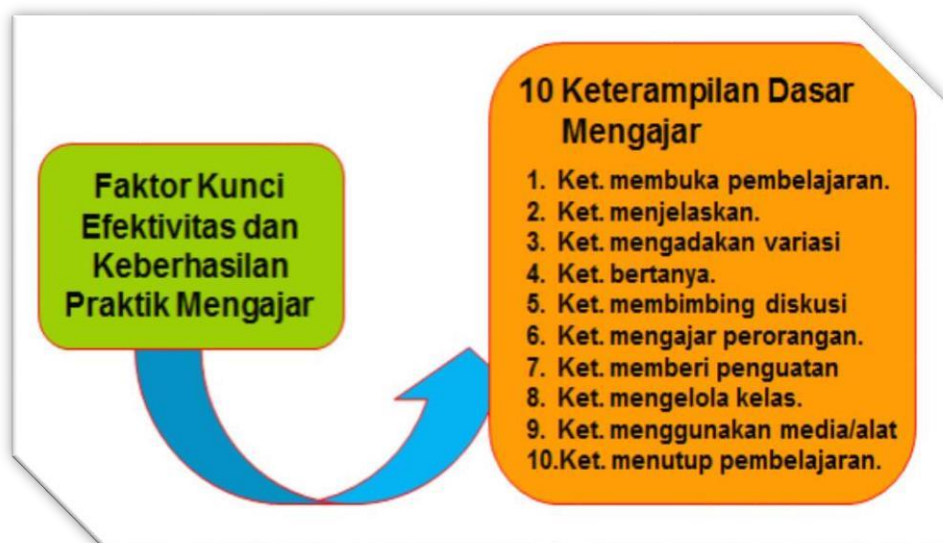 Faktor Kunci
Efektivitas dan
Keberhasilan
Praktik Mengajar
10 Keterampilan Dasar
Mengajar
1. Ket. membuka pembelajaran.
2. Ket. menjelaskan.
3. Ket. mengadakan variasi
4. Ket. bertanya.
5. Ket. membimbing diskusi
6. Ket. mengajar perorangan.
7. Ket. memberi penguatan
8. Ket. mengelola kelas.
9. Ket. menggunakan media/alat
10.Ket. menutup pembelajaran.